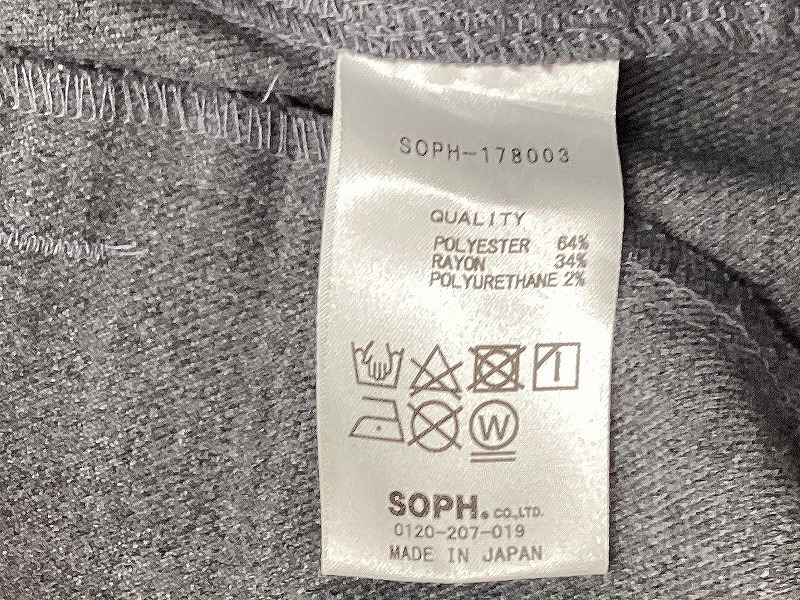 SOPH-178003
QUALITY
POLYESTER 64%
RAYON 34%
POLYURETHANE 2%
W
SOPH. CO.,LTD.
0120-207-019
MADE IN JAPAN